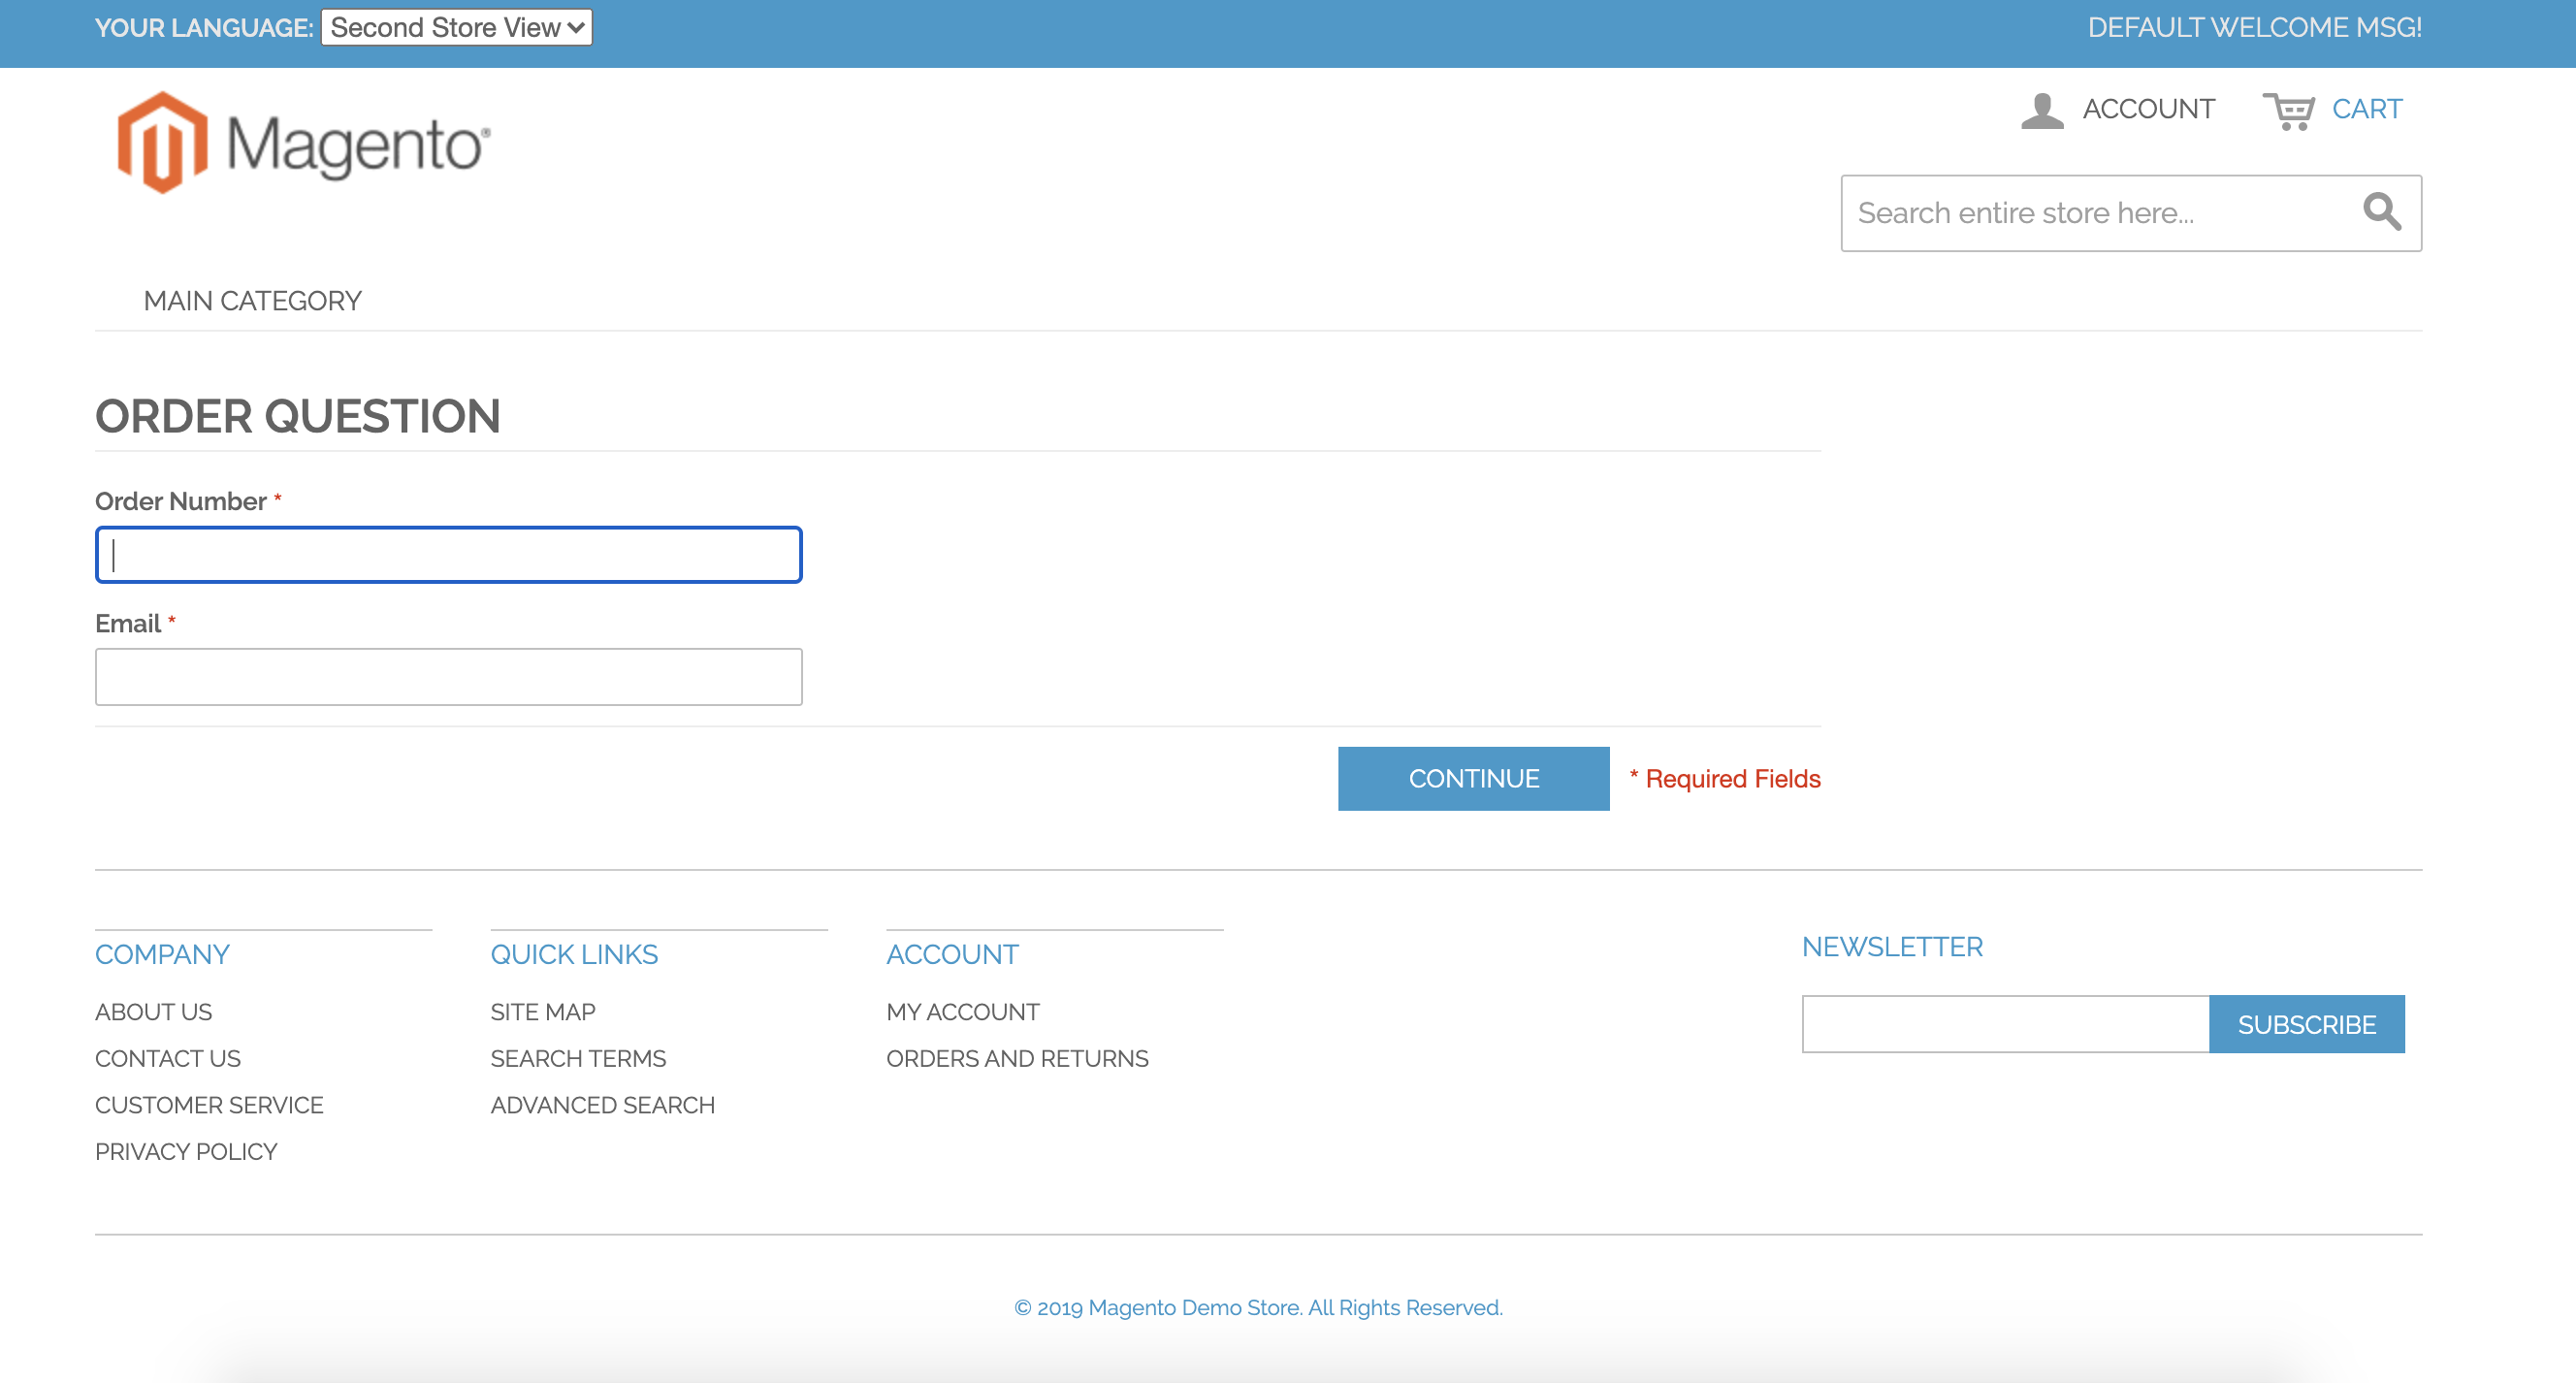 YOUR LANGUAGE: Second Store View
DEFAULT WELCOME MSG!
Magento®
ACCOUNT
CART
Search entire store here...
MAIN CATEGORY
ORDER QUESTION
Order Number *
Email *
CONTINUE
* Required Fields
COMPANY
ABOUT US
CONTACT US
CUSTOMER SERVICE
PRIVACY POLICY
QUICK LINKS
SITE MAP
SEARCH TERMS
ADVANCED SEARCH
ACCOUNT
MY ACCOUNT
ORDERS AND RETURNS
NEWSLETTER
SUBSCRIBE
© 2019 Magento Demo Store. All Rights Reserved.